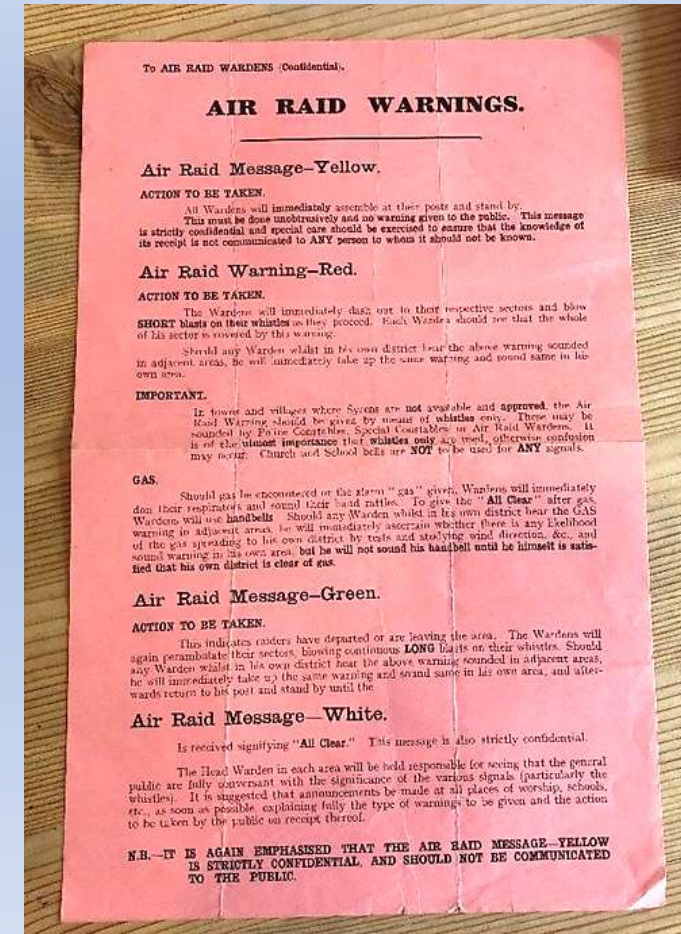 To AIR RAID WARDENS (Confidential).
AIR RAID WARNINGS.
Air Raid Message—Yellow.
ACTION TO BE TAKEN.
All Wardens will immediately assemble at their posts and stand by.
This must be done unobtrusively and no warning given to the public. This message
is strictly confidential and special care should be exercised to ensure that the knowledge of
its receipt is not communicated to ANY person to whom it should not be known.
Air Raid Warning—Red.
ACTION TO BE TAKEN.
The Wardens will immediately dash out to their respective sectors and blow
SHORT blasts on their whistles as they proceed. Each Warden should see that the whole
of his sector is covered by this warning.
Should any Warden whilst in his own district hear the above warning sounded
in adjacent areas, he will immediately take up the same warning and sound same in his
own area.
IMPORTANT.
In towns and villages where Syrens are not available and approved, the Air
Raid Warning should be given by means of whistles only. These may be
sounded by Police Constables, Special Constables or Air Raid Wardens. It
is of the utmost importance that whistles only are used, otherwise confusion
may occur. Church and School bells are NOT to be used for ANY signals.
GAS.
Should gas be encountered or the alarm "gas" given, Wardens will immediately
don their respirators and sound their hand rattles. To give the "All Clear" after gas,
Wardens will use handbells. Should any Warden whilst in his own district hear the GAS
warning in adjacent areas, he will immediately ascertain whether there is any likelihood
of the gas spreading to his own district by tests and studying wind direction, &c., and
sound warning in his own area, but he will not sound his handbell until he himself is satis-
fied that his own district is clear of gas.
Air Raid Message—Green.
ACTION TO BE TAKEN.
This indicates raiders have departed or are leaving the area. The Wardens will
again perambulate their sectors, blowing continuous LONG blasts on their whistles. Should
any Warden whilst in his own district hear the above warning sounded in adjacent areas,
he will immediately take up the same warning and sound same in his own area, and after-
wards return to his post and stand by until the
Air Raid Message—White.
Is received signifying "All Clear." This message is also strictly confidential.
The Head Warden in each area will be held responsible for seeing that the general
public are fully conversant with the significance of the various signals (particularly the
whistles). It is suggested that announcements be made at all places of worship, schools,
etc., as soon as possible, explaining fully the type of warnings to be given and the action
to be taken by the public on receipt thereof.
N.B.—IT IS AGAIN EMPHASISED THAT THE AIR RAID MESSAGE—YELLOW
IS STRICTLY CONFIDENTIAL, AND SHOULD NOT BE COMMUNICATED
TO THE PUBLIC.